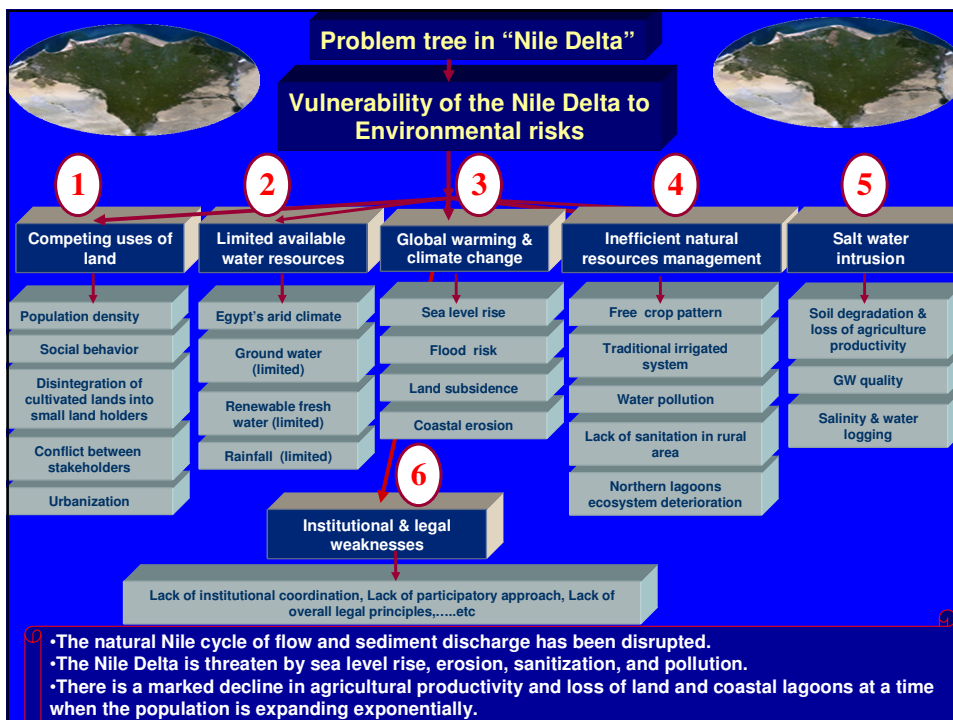 Problem tree in “Nile Delta”
Vulnerability of the Nile Delta to
Environmental risks
1
2
3
4
5
Competing uses of
land
Limited available
water resources
Global warming &
climate change
Inefficient natural
resources management
Salt water
intrusion
Population density
Social behavior
Disintegration of
cultivated lands into
small land holders
Conflict between
stakeholders
Urbanization
Egypt’s arid climate
Ground water
(limited)
Renewable fresh
water (limited)
Rainfall (limited)
Sea level rise
Flood risk
Land subsidence
Coastal erosion
Free crop pattern
Traditional irrigated
system
Water pollution
Lack of sanitation in rural
area
Northern lagoons
ecosystem deterioration
Soil degradation &
loss of agriculture
productivity
GW quality
Salinity & water
logging
6
Institutional & legal
weaknesses
Lack of institutional coordination, Lack of participatory approach, Lack of
overall legal principles,…..etc
•The natural Nile cycle of flow and sediment discharge has been disrupted.
•The Nile Delta is threaten by sea level rise, erosion, sanitization, and pollution.
•There is a marked decline in agricultural productivity and loss of land and coastal lagoons at a time
when the population is expanding exponentially.